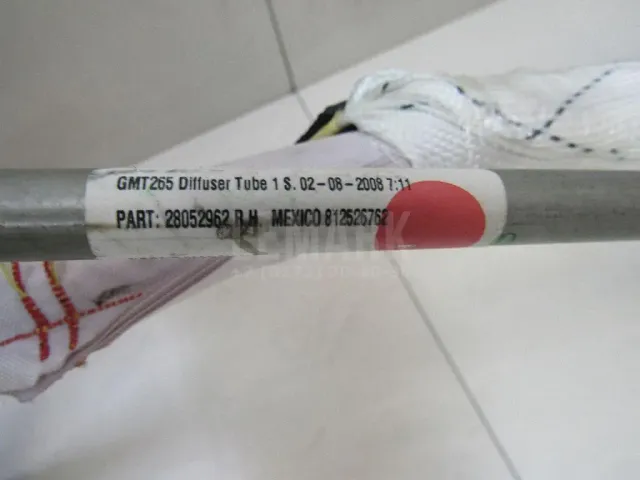 GMT265 Diffuser Tube 1 S. 02-08-2008 7:11
PART: 28052962 R.H MEXICO 812526762